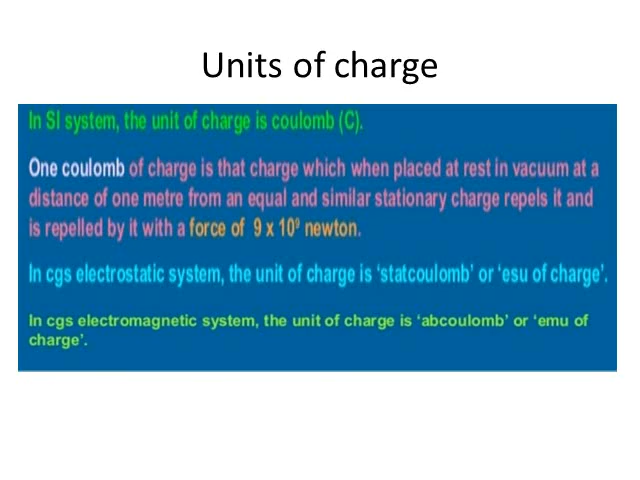 Units of charge
In SI system, the unit of charge is coulomb (C).
One coulomb of charge is that charge which when placed at rest in vacuum at a
distance of one metre from an equal and similar stationary charge repels it and
is repelled by it with a force of 9 x 10⁹ newton.
In cgs electrostatic system, the unit of charge is ‘statcoulomb’ or ‘esu of charge’.
In cgs electromagnetic system, the unit of charge is ‘abcoulomb’ or ‘emu of
charge’.